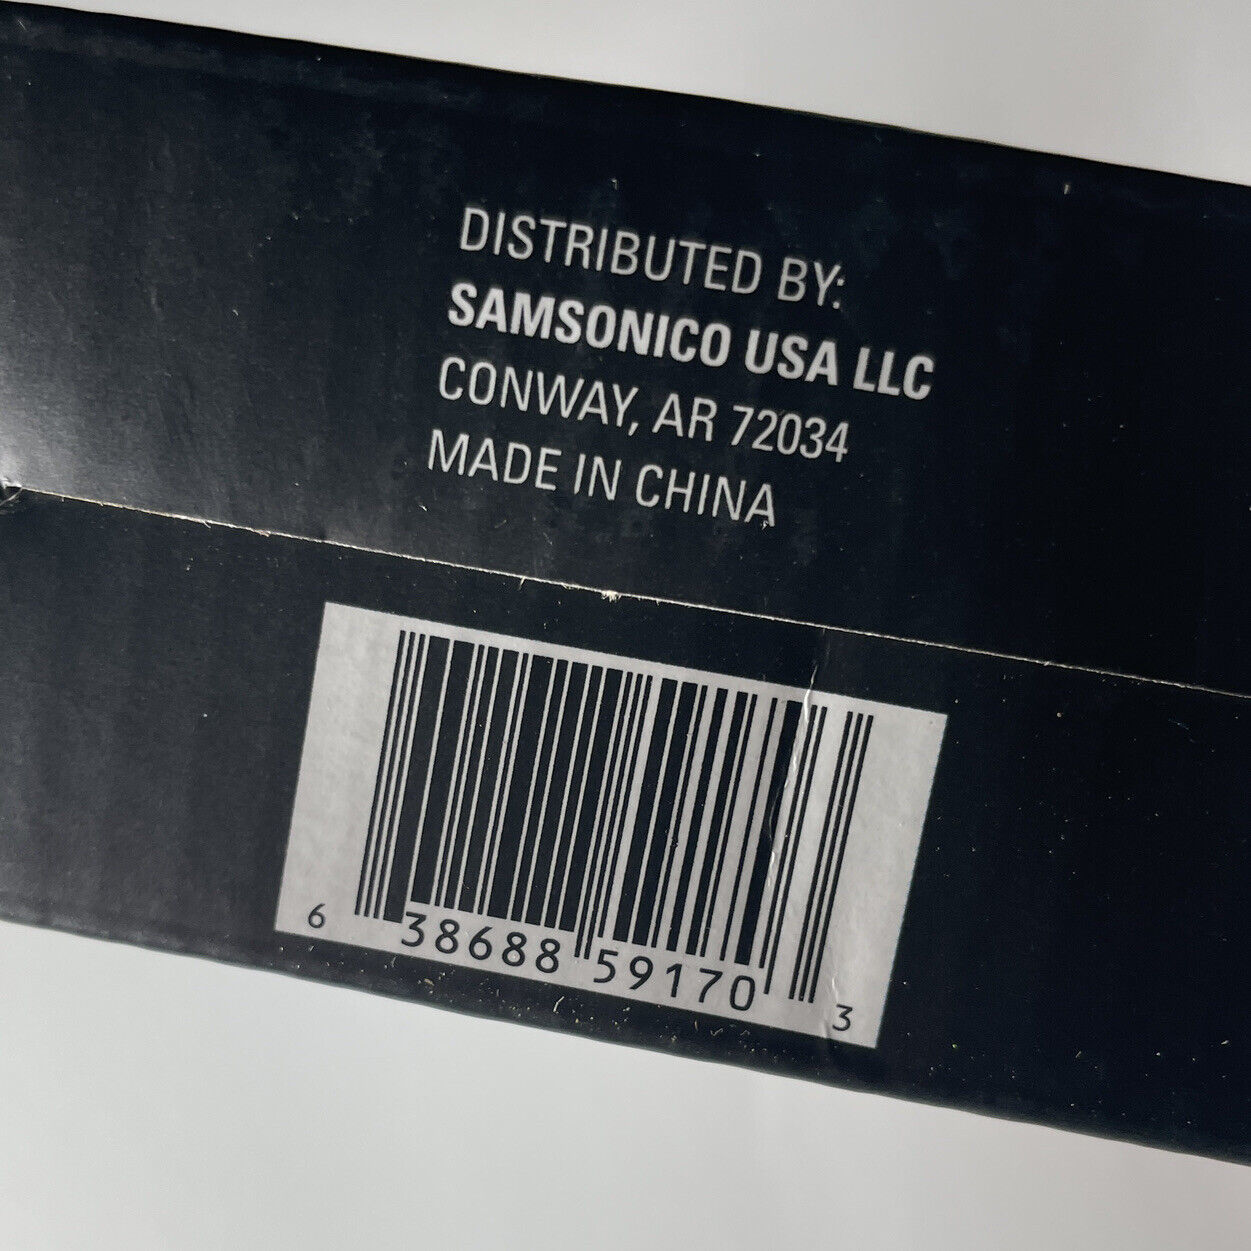 DISTRIBUTED BY:
SAMSONICO USA LLC
CONWAY, AR 72034
MADE IN CHINA
6 38688 59170 3